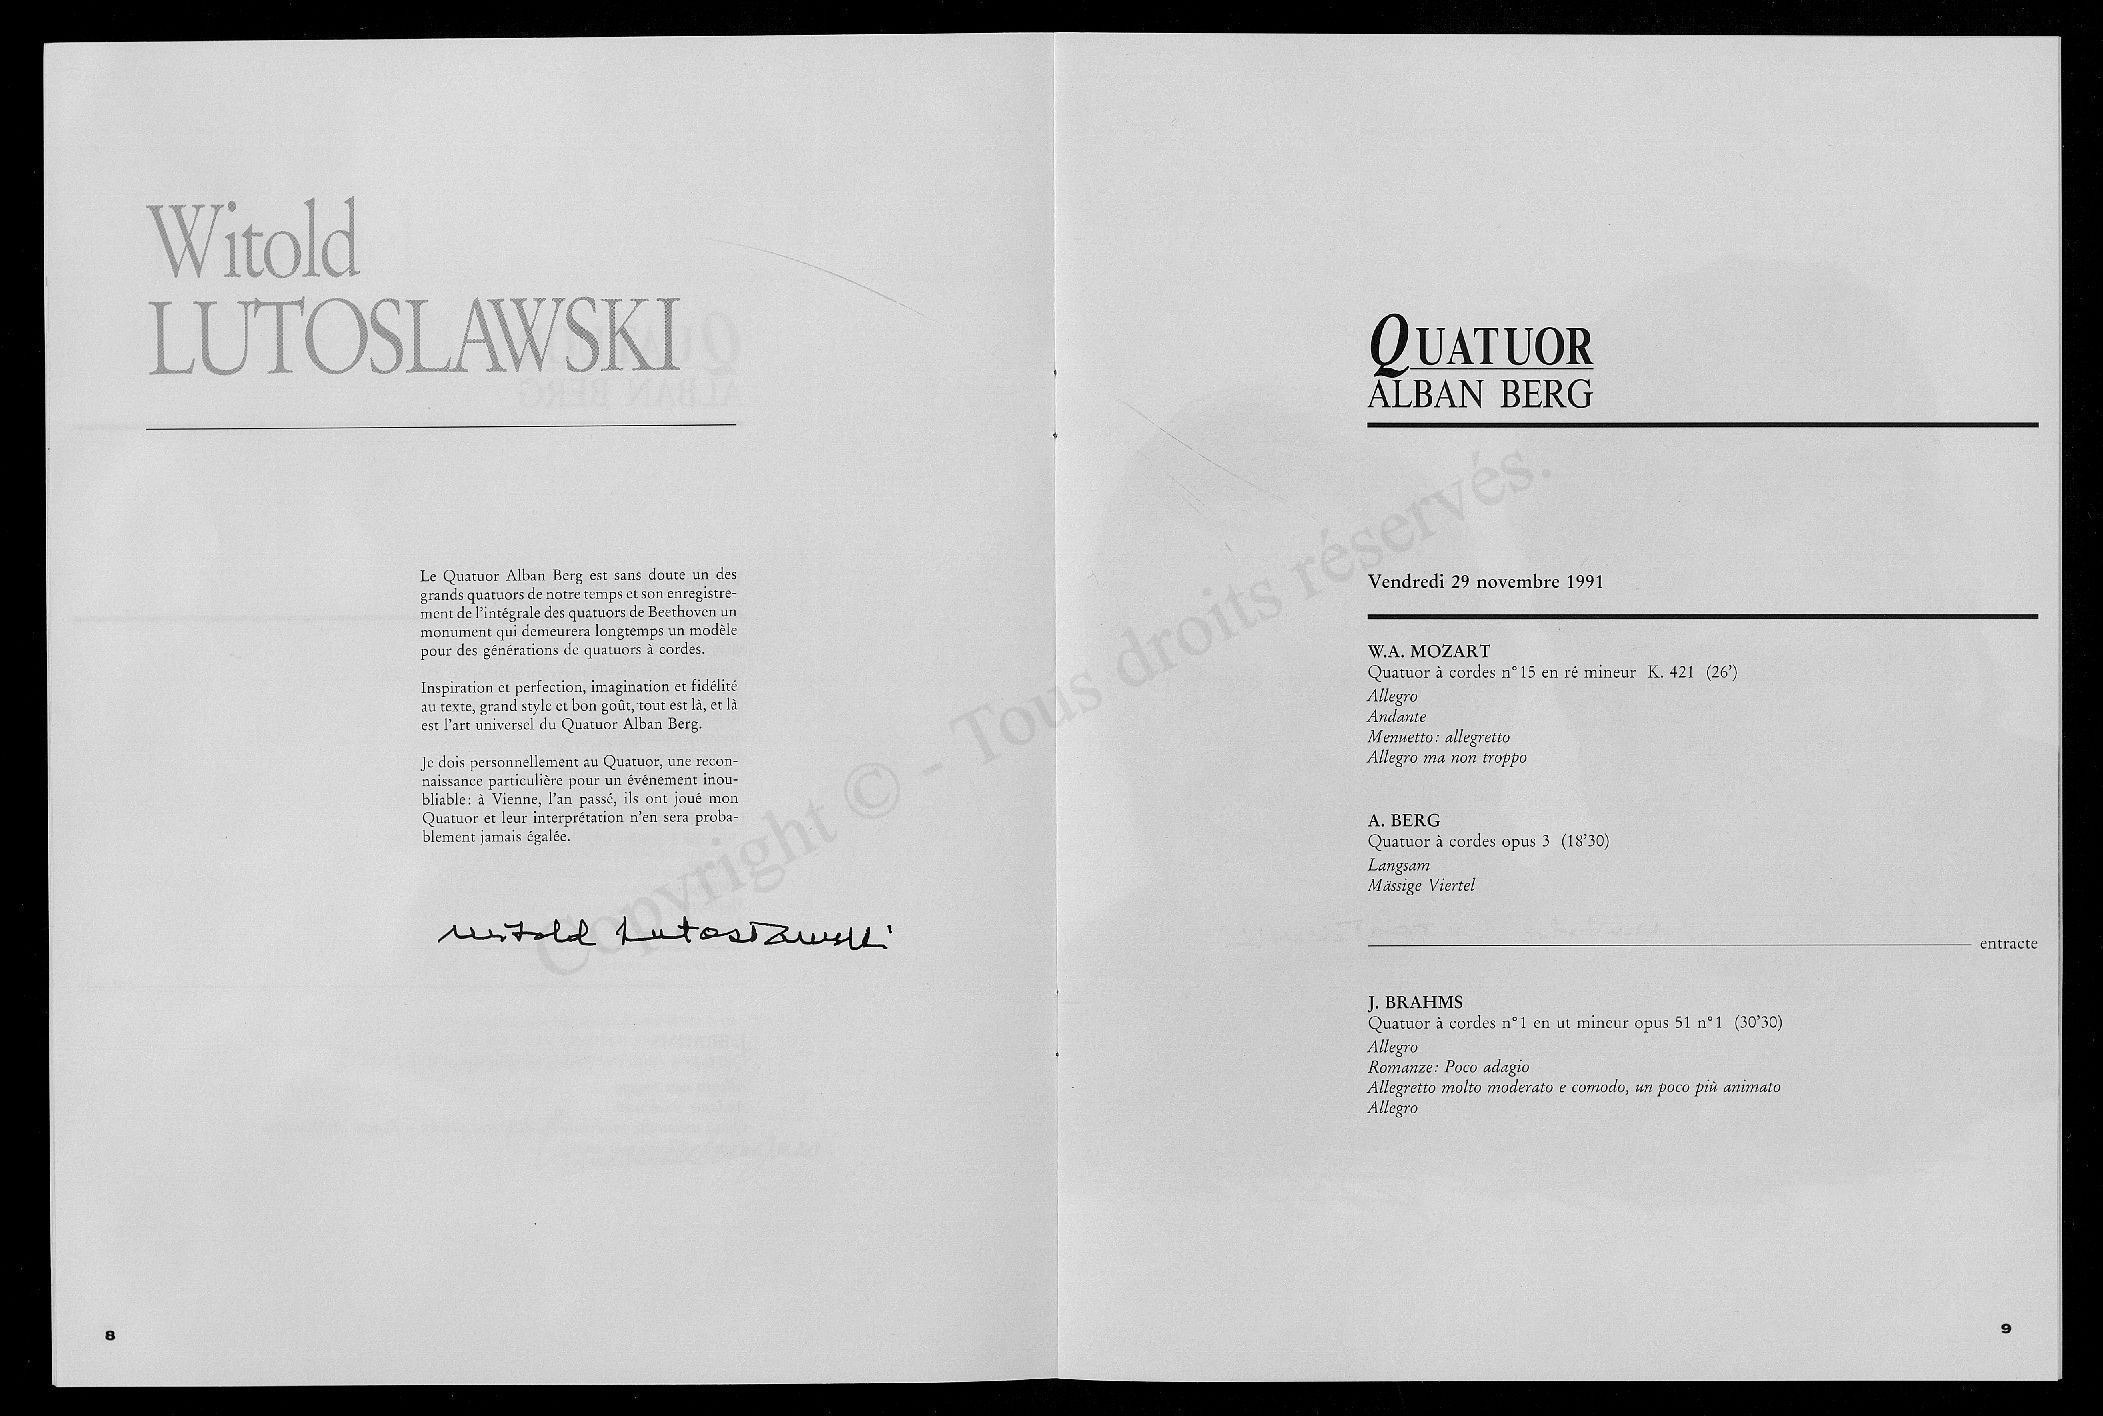 Witold
LUTOSLAWSKI
Le Quatuor Alban Berg est sans doute un des
grands quatuors de notre temps et son enregistre-
ment de l'intégrale des quatuors de Beethoven un
monument qui demeurera longtemps un modèle
pour des générations de quatuors à cordes.
Inspiration et perfection, imagination et fidélité
au texte, grand style et bon goût, tout est là, et là
est l'art universel du Quatuor Alban Berg.
Je dois personnellement au Quatuor, une recon-
naissance particulière pour un événement inou-
bliable: à Vienne, l'an passé, ils ont joué mon
Quatuor et leur interprétation n'en sera proba-
blement jamais égalée.
Witold Lutosławski
8
QUATUOR
ALBAN BERG
Vendredi 29 novembre 1991
W.A. MOZART
Quatuor à cordes n° 15 en ré mineur K. 421 (26')
Allegro
Andante
Menuetto: allegretto
Allegro ma non troppo
A. BERG
Quatuor à cordes opus 3 (18'30)
Langsam
Mässige Viertel
entracte
J. BRAHMS
Quatuor à cordes n° 1 en ut mineur opus 51 n° 1 (30'30)
Allegro
Romanze: Poco adagio
Allegretto molto moderato e comodo, un poco più animato
Allegro
9
Copyright © - Tous droits réservés.